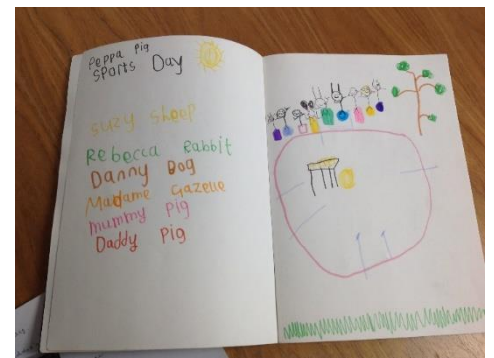 Peppa Pig
Sports Day
Suzy Sheep
Rebecca Rabbit
Danny Dog
Madame Gazelle
Mummy Pig
Daddy Pig